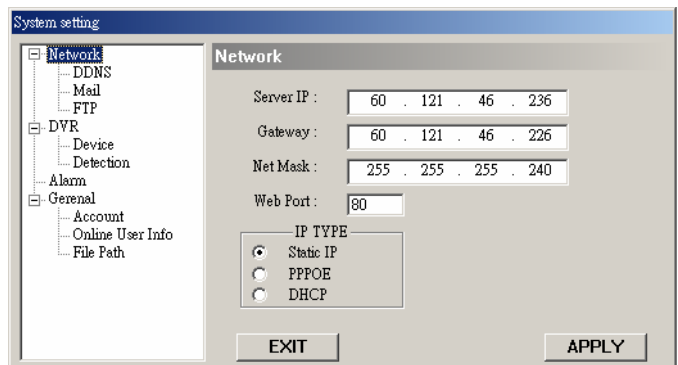 System setting
Network
DDNS
Mail
FTP
DVR
Device
Detection
Alarm
Gerenal
Account
Online User Info
File Path
Network
Server IP : 60 . 121 . 46 . 236
Gateway : 60 . 121 . 46 . 226
Net Mask : 255 . 255 . 255 . 240
Web Port : 80
IP TYPE
Static IP
PPPOE
DHCP
EXIT APPLY